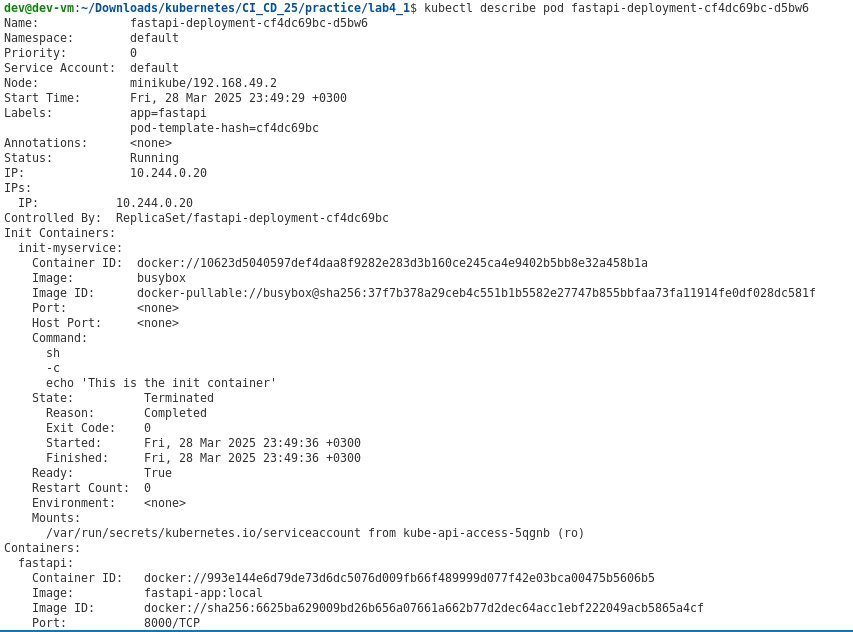 dev@dev-vm:~/Downloads/kubernetes/CI_CD_25/practice/lab4_1$ kubectl describe pod fastapi-deployment-cf4dc69bc-d5bw6
Name:             fastapi-deployment-cf4dc69bc-d5bw6
Namespace:        default
Priority:         0
Service Account:  default
Node:             minikube/192.168.49.2
Start Time:       Fri, 28 Mar 2025 23:49:29 +0300
Labels:           app=fastapi
                  pod-template-hash=cf4dc69bc
Annotations:      <none>
Status:           Running
IP:               10.244.0.20
IPs:
  IP:           10.244.0.20
Controlled By:  ReplicaSet/fastapi-deployment-cf4dc69bc
Init Containers:
  init-myservice:
    Container ID:  docker://10623d5040597def4daa8f9282e283d3b160ce245ca4e9402b5bb8e32a458b1a
    Image:         busybox
    Image ID:      docker-pullable://busybox@sha256:37f7b378a29ceb4c551b1b5582e27747b855bbfaa73fa11914fe0df028dc581f
    Port:          <none>
    Host Port:     <none>
    Command:
      sh
      -c
      echo 'This is the init container'
    State:          Terminated
      Reason:       Completed
      Exit Code:    0
      Started:      Fri, 28 Mar 2025 23:49:36 +0300
      Finished:     Fri, 28 Mar 2025 23:49:36 +0300
    Ready:          True
    Restart Count:  0
    Environment:    <none>
    Mounts:
      /var/run/secrets/kubernetes.io/serviceaccount from kube-api-access-5qgnb (ro)
Containers:
  fastapi:
    Container ID:   docker://993e144e6d79de73d6dc5076d009fb66f489999d077f42e03bca00475b5606b5
    Image:          fastapi-app:local
    Image ID:       docker://sha256:6625ba629009bd26b656a07661a662b77d2dec64acc1ebf222049acb5865a4cf
    Port:           8000/TCP